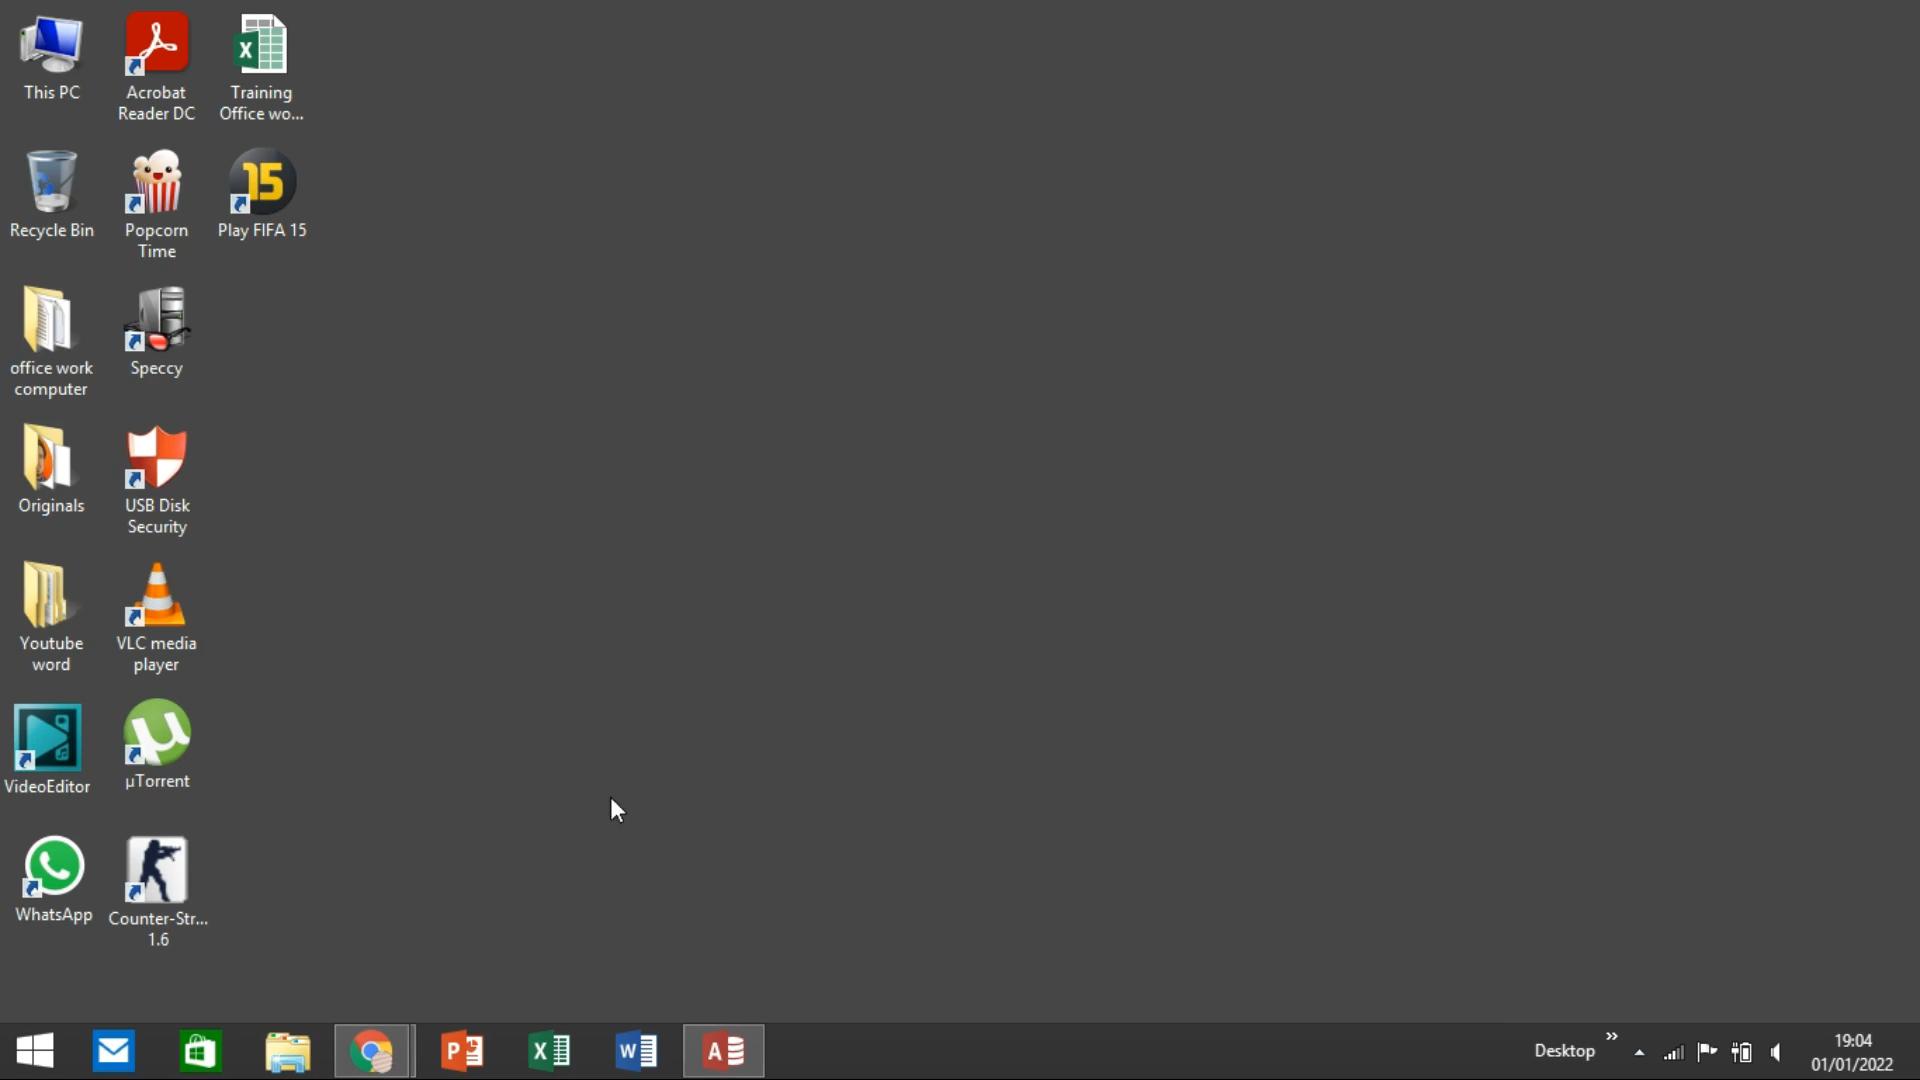 This PC
Acrobat
Reader DC
Training
Office wo...
Recycle Bin
Popcorn
Time
15
Play FIFA 15
office work
computer
Speccy
Originals
USB Disk
Security
Youtube
word
VLC media
player
VideoEditor
µ
µTorrent
WhatsApp
Counter-Str...
1.6
X
P
X
W
A
Desktop
»
19:04
01/01/2022